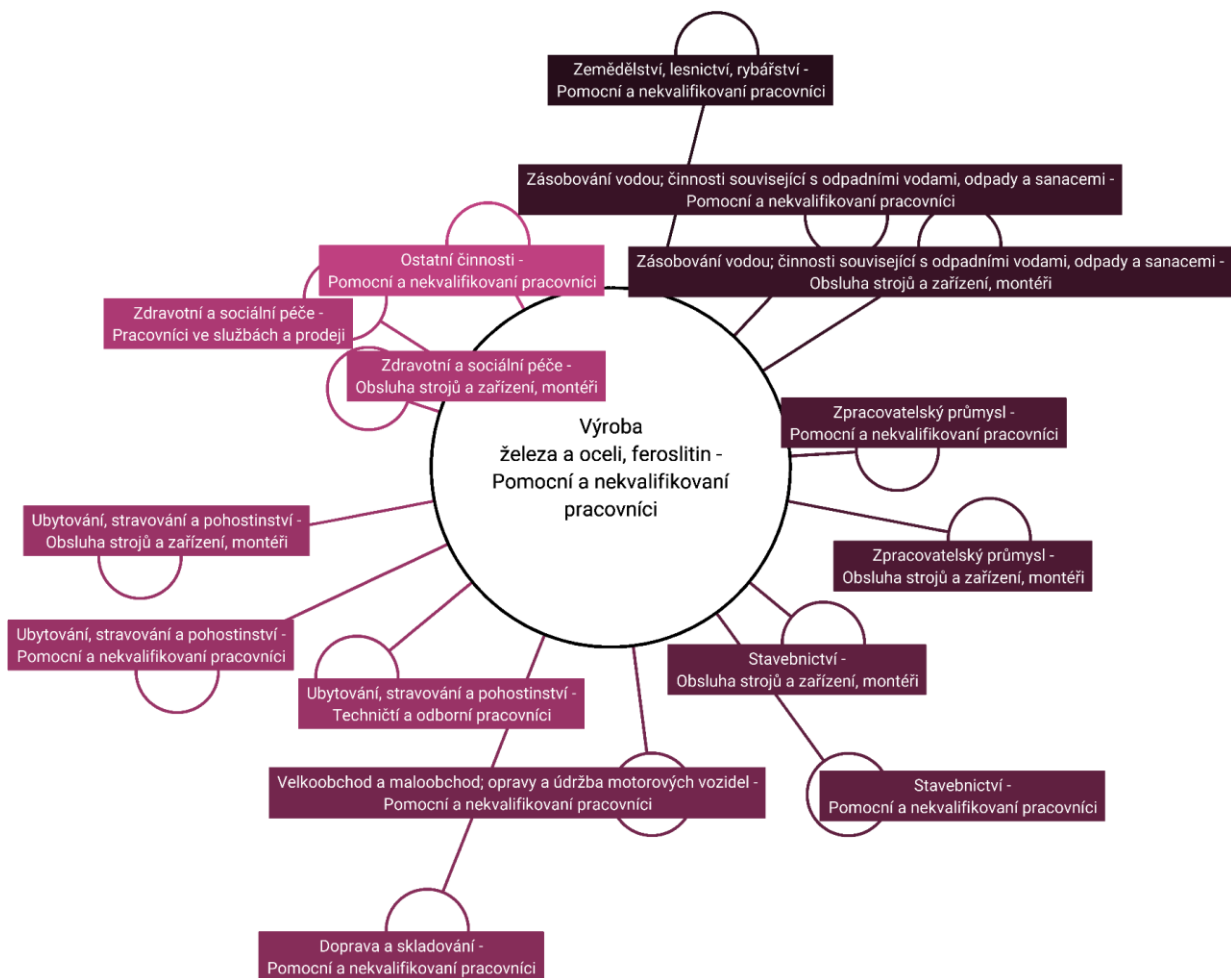 Zemědělství, lesnictví, rybářství -
Pomocní a nekvalifikovaní pracovníci
Zásobování vodou; činnosti související s odpadními vodami, odpady a sanacemi -
Pomocní a nekvalifikovaní pracovníci
Zásobování vodou; činnosti související s odpadními vodami, odpady a sanacemi -
Obsluha strojů a zařízení, montéři
Ostatní činnosti -
Pomocní a nekvalifikovaní pracovníci
Zdravotní a sociální péče -
Pracovníci ve službách a prodeji
Zdravotní a sociální péče -
Obsluha strojů a zařízení, montéři
Výroba
železa a oceli, feroslitin -
Pomocní a nekvalifikovaní
pracovníci
Zpracovatelský průmysl -
Pomocní a nekvalifikovaní pracovníci
Zpracovatelský průmysl -
Obsluha strojů a zařízení, montéři
Ubytování, stravování a pohostinství -
Obsluha strojů a zařízení, montéři
Ubytování, stravování a pohostinství -
Pomocní a nekvalifikovaní pracovníci
Ubytování, stravování a pohostinství -
Techničtí a odborní pracovníci
Stavebnictví -
Obsluha strojů a zařízení, montéři
Velkoobchod a maloobchod; opravy a údržba motorových vozidel -
Pomocní a nekvalifikovaní pracovníci
Stavebnictví -
Pomocní a nekvalifikovaní pracovníci
Doprava a skladování -
Pomocní a nekvalifikovaní pracovníci